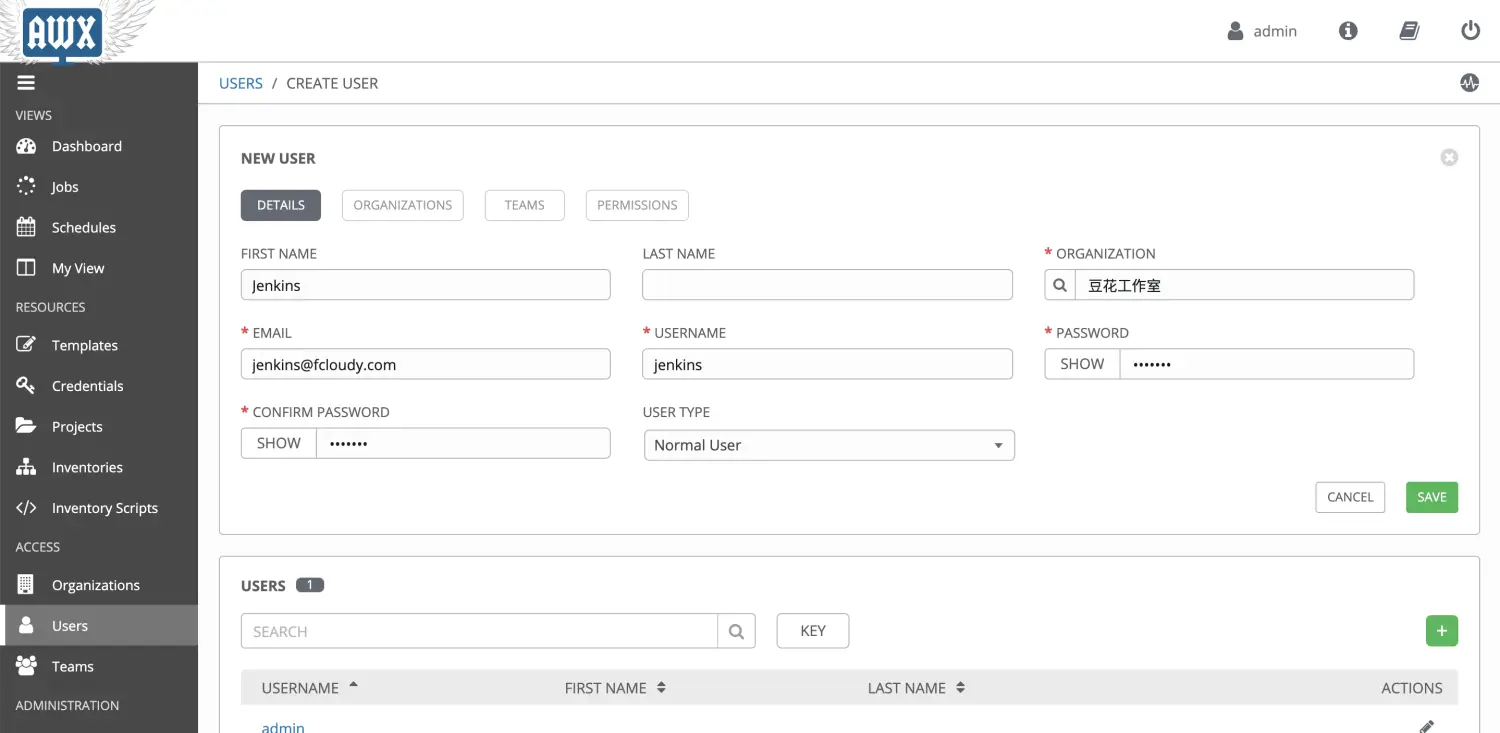 AWX
admin
USERS / CREATE USER
VIEWS
Dashboard
Jobs
Schedules
My View
RESOURCES
Templates
Credentials
Projects
Inventories
Inventory Scripts
ACCESS
Organizations
Users
Teams
ADMINISTRATION
NEW USER
DETAILS ORGANIZATIONS TEAMS PERMISSIONS
FIRST NAME LAST NAME * ORGANIZATION
Jenkins 豆花工作室
* EMAIL * USERNAME * PASSWORD
jenkins@fcloudy.com jenkins SHOW •••••••
* CONFIRM PASSWORD USER TYPE
SHOW ••••••• Normal User
CANCEL SAVE
USERS 1
SEARCH KEY +
USERNAME FIRST NAME LAST NAME ACTIONS
admin